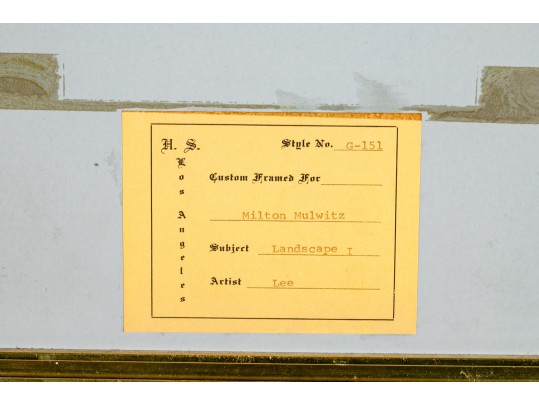 H. S. Style No. G-151
Los Angeles
Custom Framed For
Milton Mulwitz
Subject Landscape I
Artist Lee